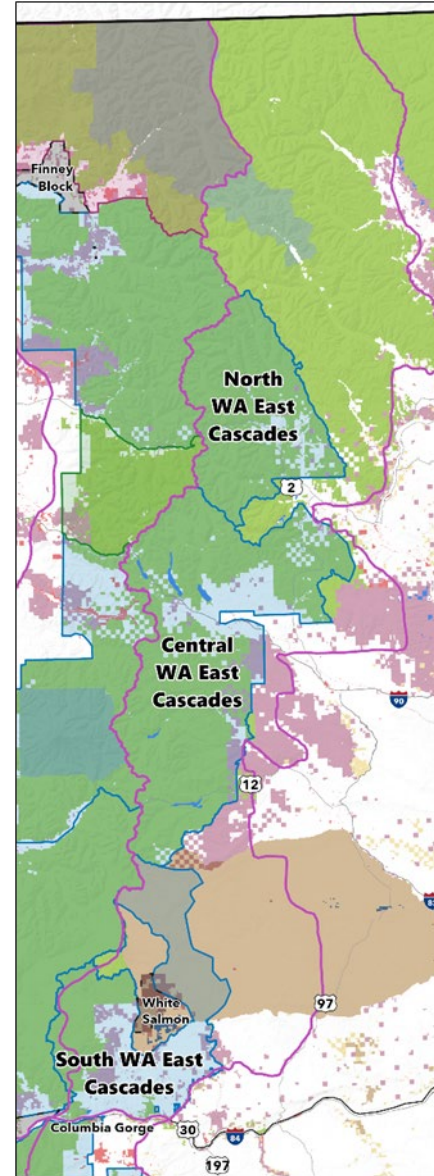 Finney
Block
North
WA East
Cascades
2
Central
WA East
Cascades
90
12
White
Salmon
97
South WA East
Cascades
Columbia Gorge
30
84
197